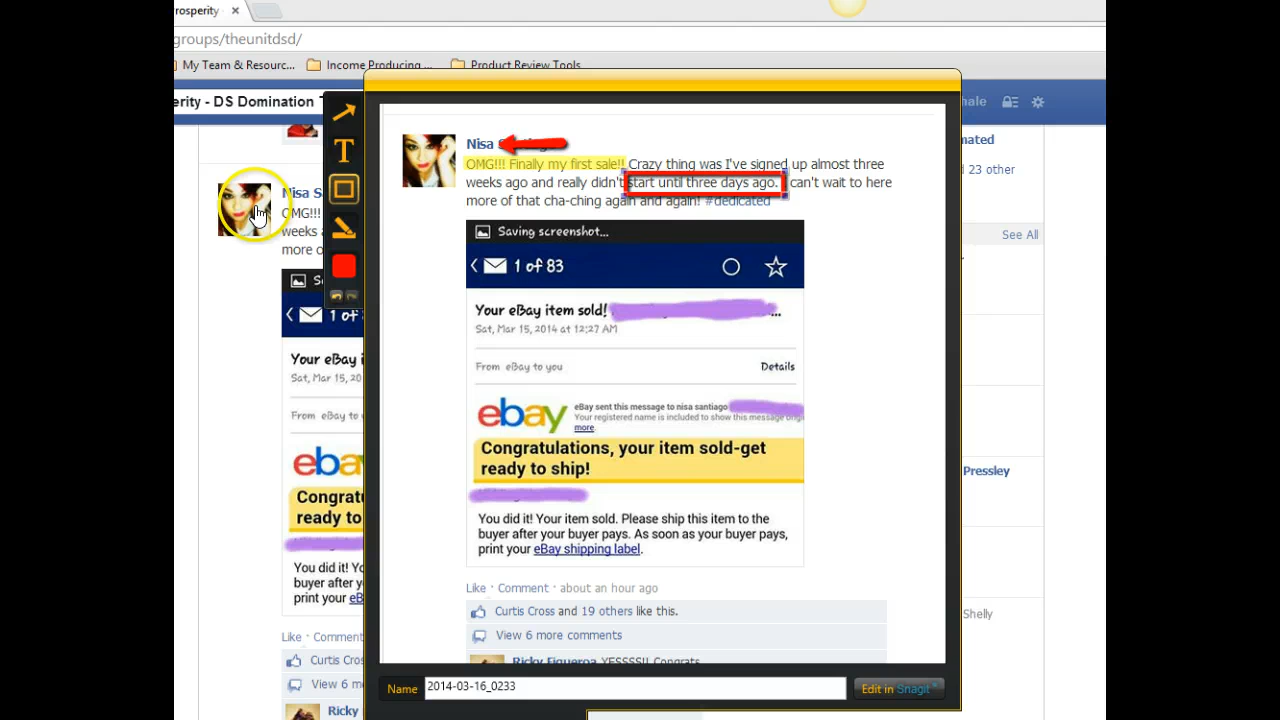 rosperity
groups/theunitdsd/
My Team & Resourc...
Income Producing ...
Product Review Tools
erity - DS Domination T
hale
mated
23 other
See All
Pressley
Shelly
Nisa Sa
OMG!!!
weeks a
more o
1 of
Your eBay i
Sat, Mar 15, 20
From eBay to
eba
Congratu
ready to
You did it!
buyer after y
print your eB
Like · Comment
Curtis Cros
View 6 m
Ricky
Nisa
OMG!!! Finally my first sale!! Crazy thing was I've signed up almost three
weeks ago and really didn't start until three days ago. can't wait to here
more of that cha-ching again and again! #dedicated
Saving screenshot...
1 of 83
Your eBay item sold! ...
Sat, Mar 15, 2014 at 12:27 AM
From eBay to you
Details
ebay
eBay sent this message to nisa santiago
Your registered name is included to show this message
more.
Congratulations, your item sold-get
ready to ship!
You did it! Your item sold. Please ship this item to the
buyer after your buyer pays. As soon as your buyer pays,
print your eBay shipping label.
Like · Comment · about an hour ago
Curtis Cross and 19 others like this.
View 6 more comments
Ricky Figueroa YESSSS!! Congrats
Name
2014-03-16_0233
Edit in Snagit